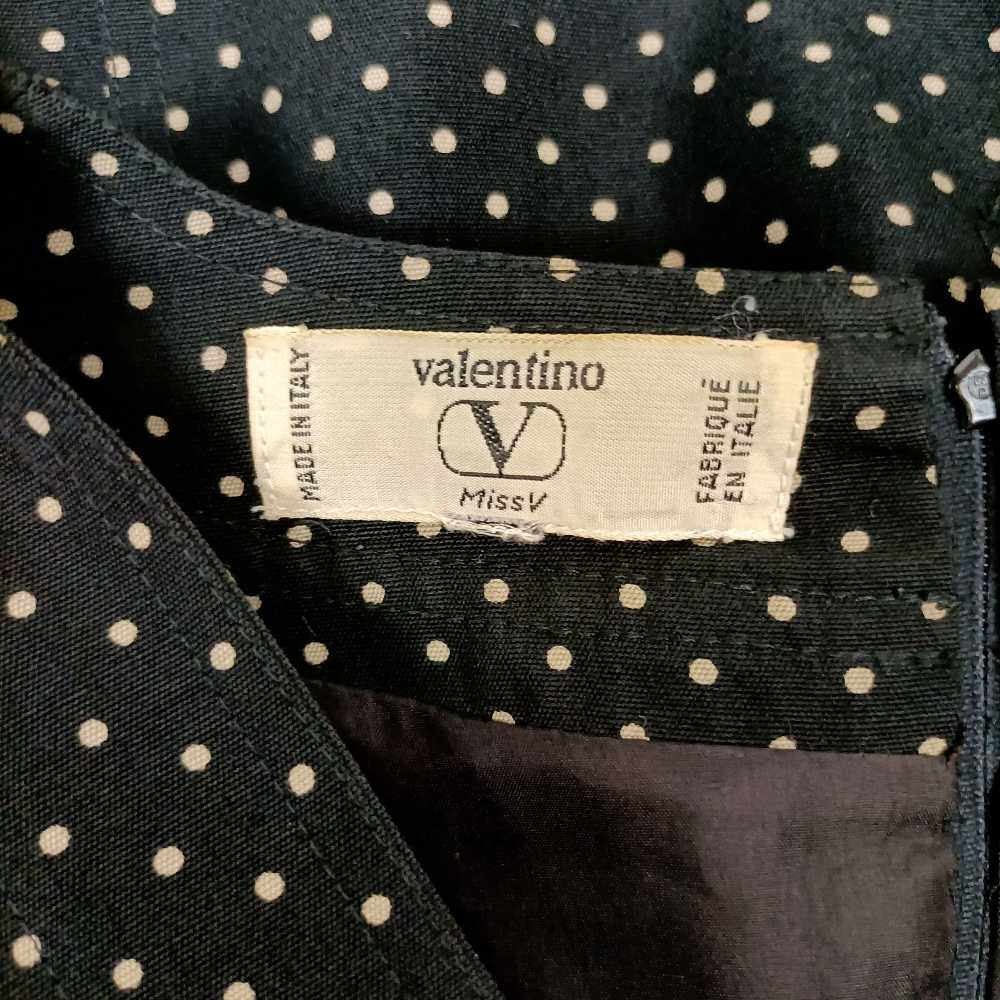 MADE IN ITALY
valentino
V
MissV
FABRIQUÉ
EN ITALIE